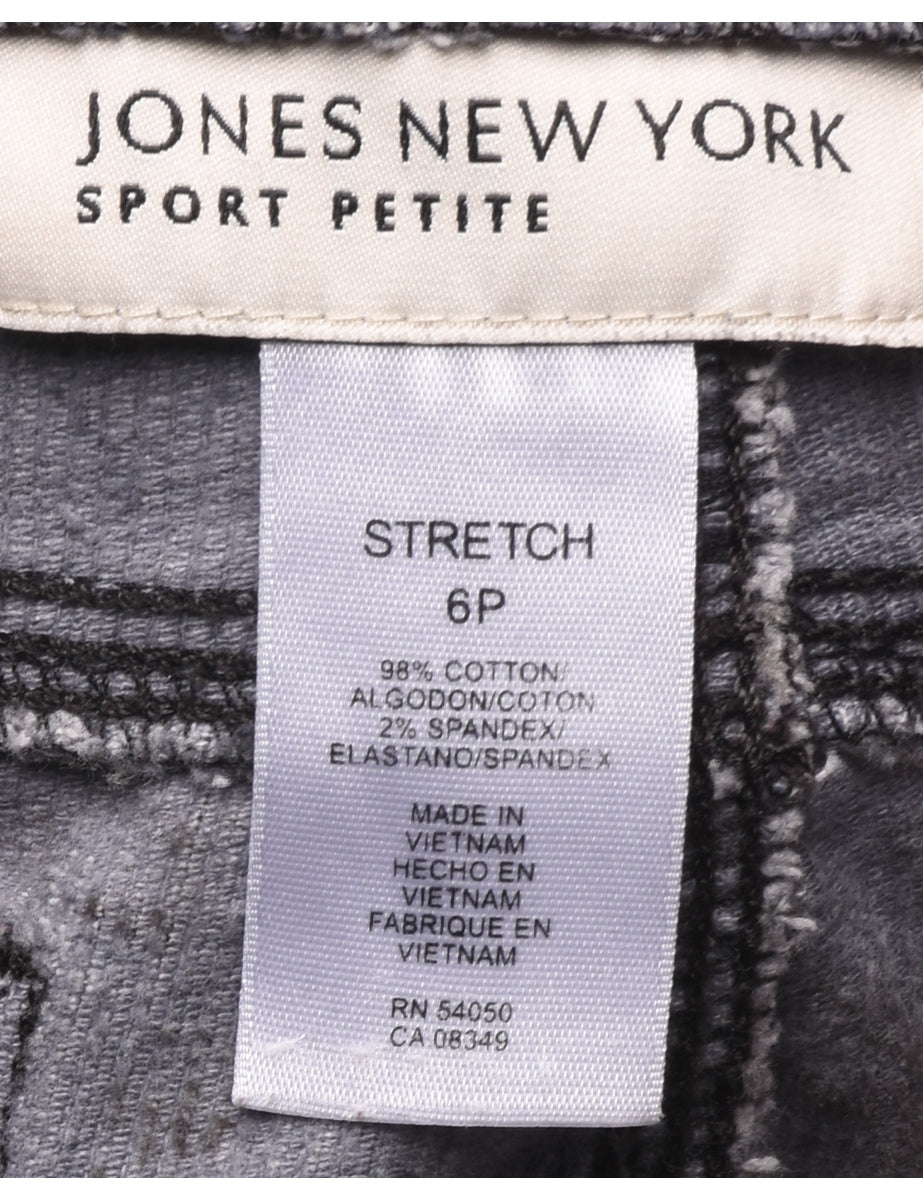 JONES NEW YORK
SPORT PETITE
STRETCH
6P
98% COTTON/
ALGODON/COTON
2% SPANDEX/
ELASTANO/SPANDEX
MADE IN
VIETNAM
HECHO EN
VIETNAM
FABRIQUE EN
VIETNAM
RN 54050
CA 08349